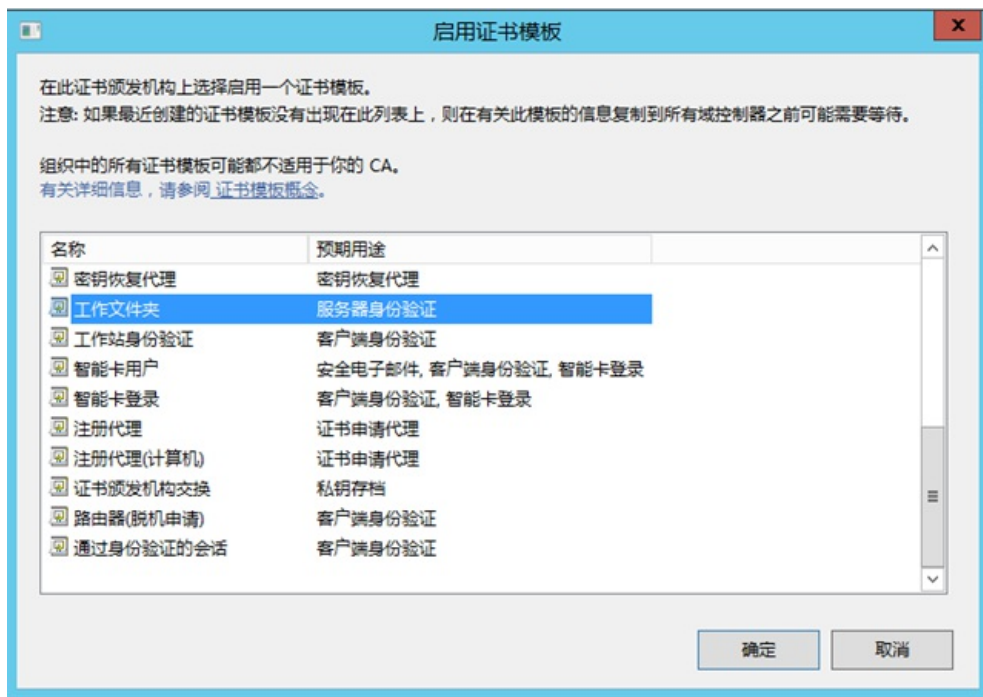 启用证书模板
x
在此证书颁发机构上选择启用一个证书模板。
注意: 如果最近创建的证书模板没有出现在此列表上，则在有关此模板的信息复制到所有域控制器之前可能需要等待。
组织中的所有证书模板可能都不适用于你的 CA。
有关详细信息，请参阅 证书模板概念。
名称 预期用途
密钥恢复代理 密钥恢复代理
工作文件夹 服务器身份验证
工作站身份验证 客户端身份验证
智能卡用户 安全电子邮件, 客户端身份验证, 智能卡登录
智能卡登录 客户端身份验证, 智能卡登录
注册代理 证书申请代理
注册代理(计算机) 证书申请代理
证书颁发机构交换 私钥存档
路由器(脱机申请) 客户端身份验证
通过身份验证的会话 客户端身份验证
确定 取消